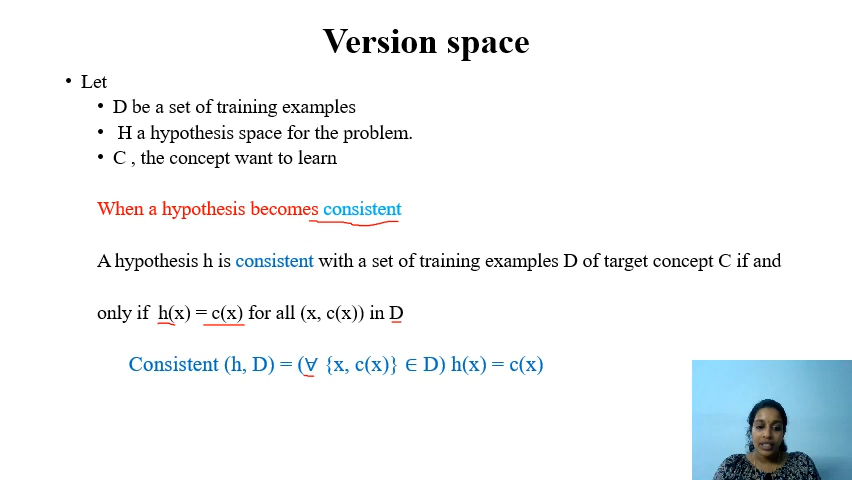 Version space
• Let
• D be a set of training examples
• H a hypothesis space for the problem.
• C , the concept want to learn
When a hypothesis becomes consistent
A hypothesis h is consistent with a set of training examples D of target concept C if and
only if h(x) = c(x) for all (x, c(x)) in D
Consistent (h, D) = (∀ {x, c(x)} ∈ D) h(x) = c(x)